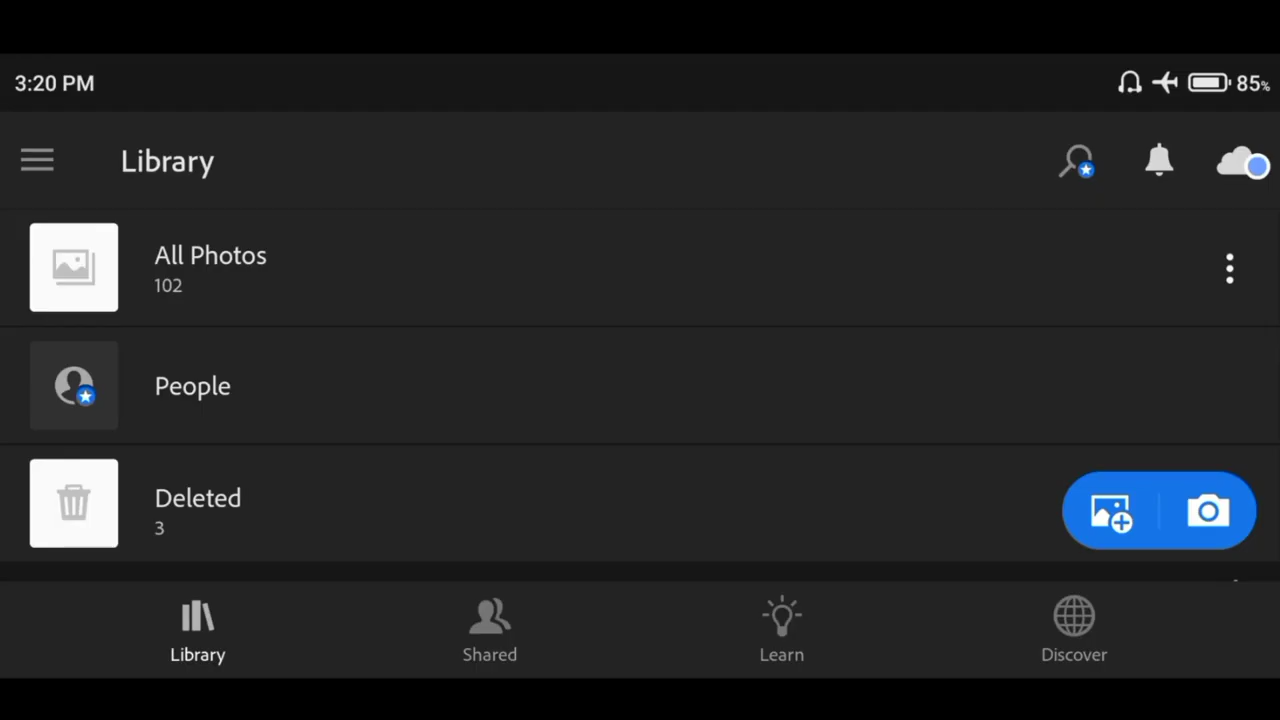 3:20 PM
85%
Library
All Photos
102
People
Deleted
3
Library
Shared
Learn
Discover